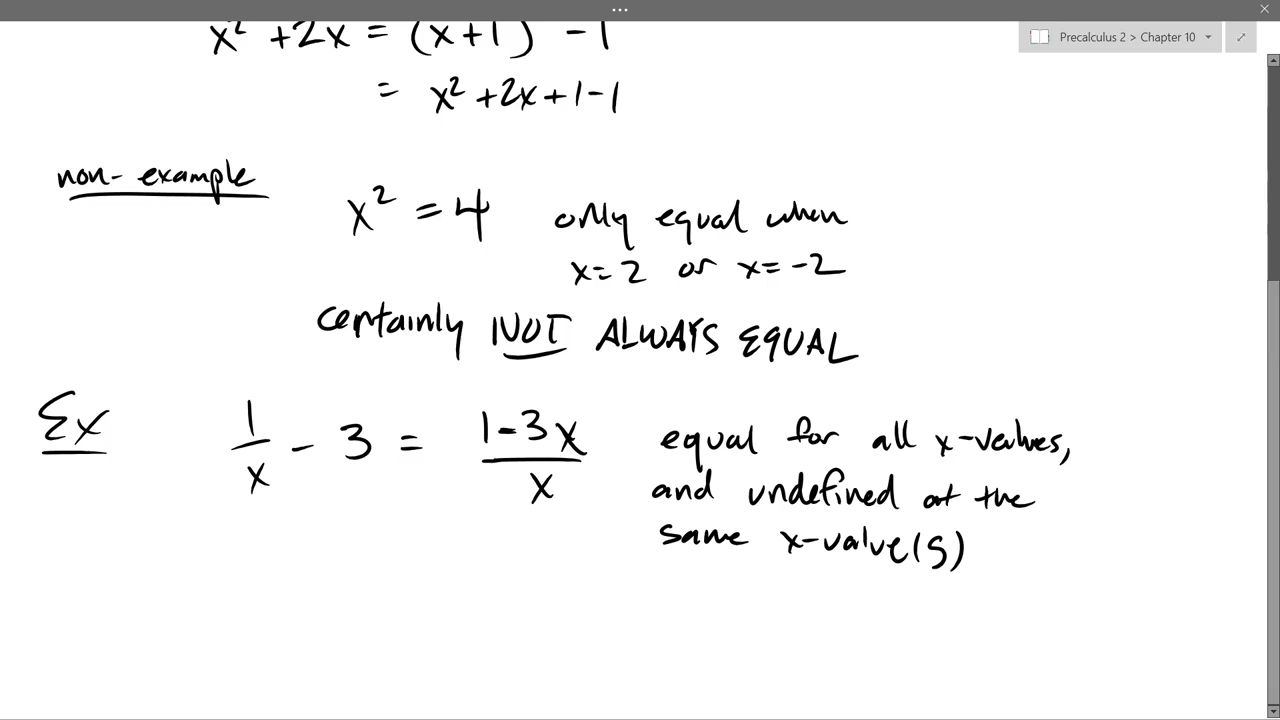 Precalculus 2 > Chapter 10
x² + 2x = (x+1) - 1
= x² + 2x + 1 - 1
non-example
x² = 4 only equal when
x = 2 or x = -2
certainly NOT ALWAYS EQUAL
Ex 1/x - 3 = (1-3x)/x equal for all x-values,
and undefined at the
same x-value(s)